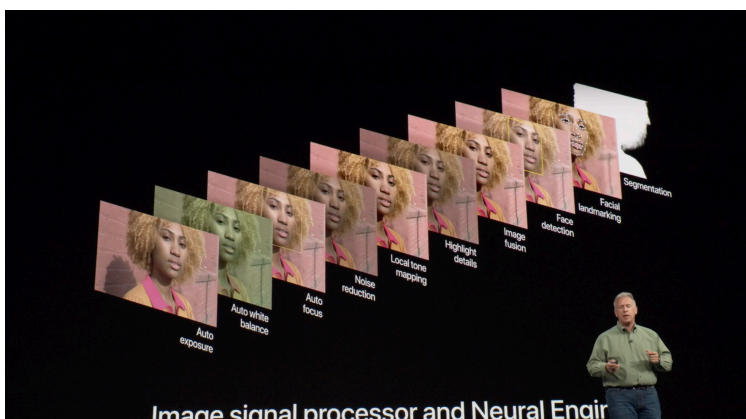 Auto
exposure
Auto white
balance
Auto
focus
Noise
reduction
Local tone
mapping
Highlight
details
Image
fusion
Face
detection
Facial
landmarking
Segmentation
Image signal processor and Neural